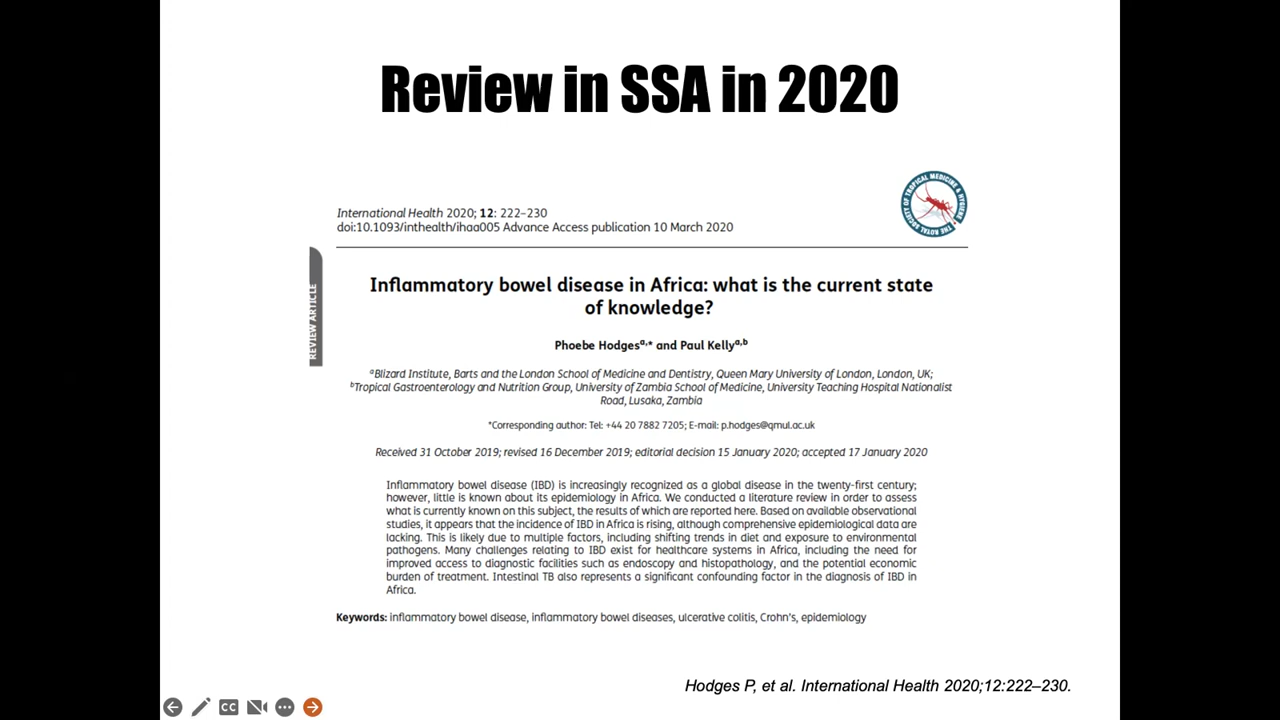 Review in SSA in 2020
International Health 2020; 12: 222–230
doi:10.1093/inthealth/ihaa005 Advance Access publication 10 March 2020
THE ROYAL SOCIETY OF TROPICAL MEDICINE & HYGIENE
REVIEW ARTICLE
Inflammatory bowel disease in Africa: what is the current state
of knowledge?
Phoebe Hodgesa,* and Paul Kellya,b
aBlizard Institute, Barts and the London School of Medicine and Dentistry, Queen Mary University of London, London, UK;
bTropical Gastroenterology and Nutrition Group, University of Zambia School of Medicine, University Teaching Hospital Nationalist
Road, Lusaka, Zambia
*Corresponding author: Tel: +44 20 7882 7205; E-mail: p.hodges@qmul.ac.uk
Received 31 October 2019; revised 16 December 2019; editorial decision 15 January 2020; accepted 17 January 2020
Inflammatory bowel disease (IBD) is increasingly recognized as a global disease in the twenty-first century;
however, little is known about its epidemiology in Africa. We conducted a literature review in order to assess
what is currently known on this subject, the results of which are reported here. Based on available observational
studies, it appears that the incidence of IBD in Africa is rising, although comprehensive epidemiological data are
lacking. This is likely due to multiple factors, including shifting trends in diet and exposure to environmental
pathogens. Many challenges relating to IBD exist for healthcare systems in Africa, including the need for
improved access to diagnostic facilities such as endoscopy and histopathology, and the potential economic
burden of treatment. Intestinal TB also represents a significant confounding factor in the diagnosis of IBD in
Africa.
Keywords: inflammatory bowel disease, inflammatory bowel diseases, ulcerative colitis, Crohn's, epidemiology
Hodges P, et al. International Health 2020;12:222–230.
CC